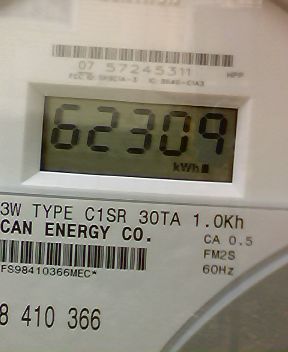 07 57245311
HPP
62309
kWh
3W TYPE C1SR 30TA 1.0Kh
CAN ENERGY CO.
CA 0.5
FM2S
60Hz
FS98410366MEC*
8 410 366